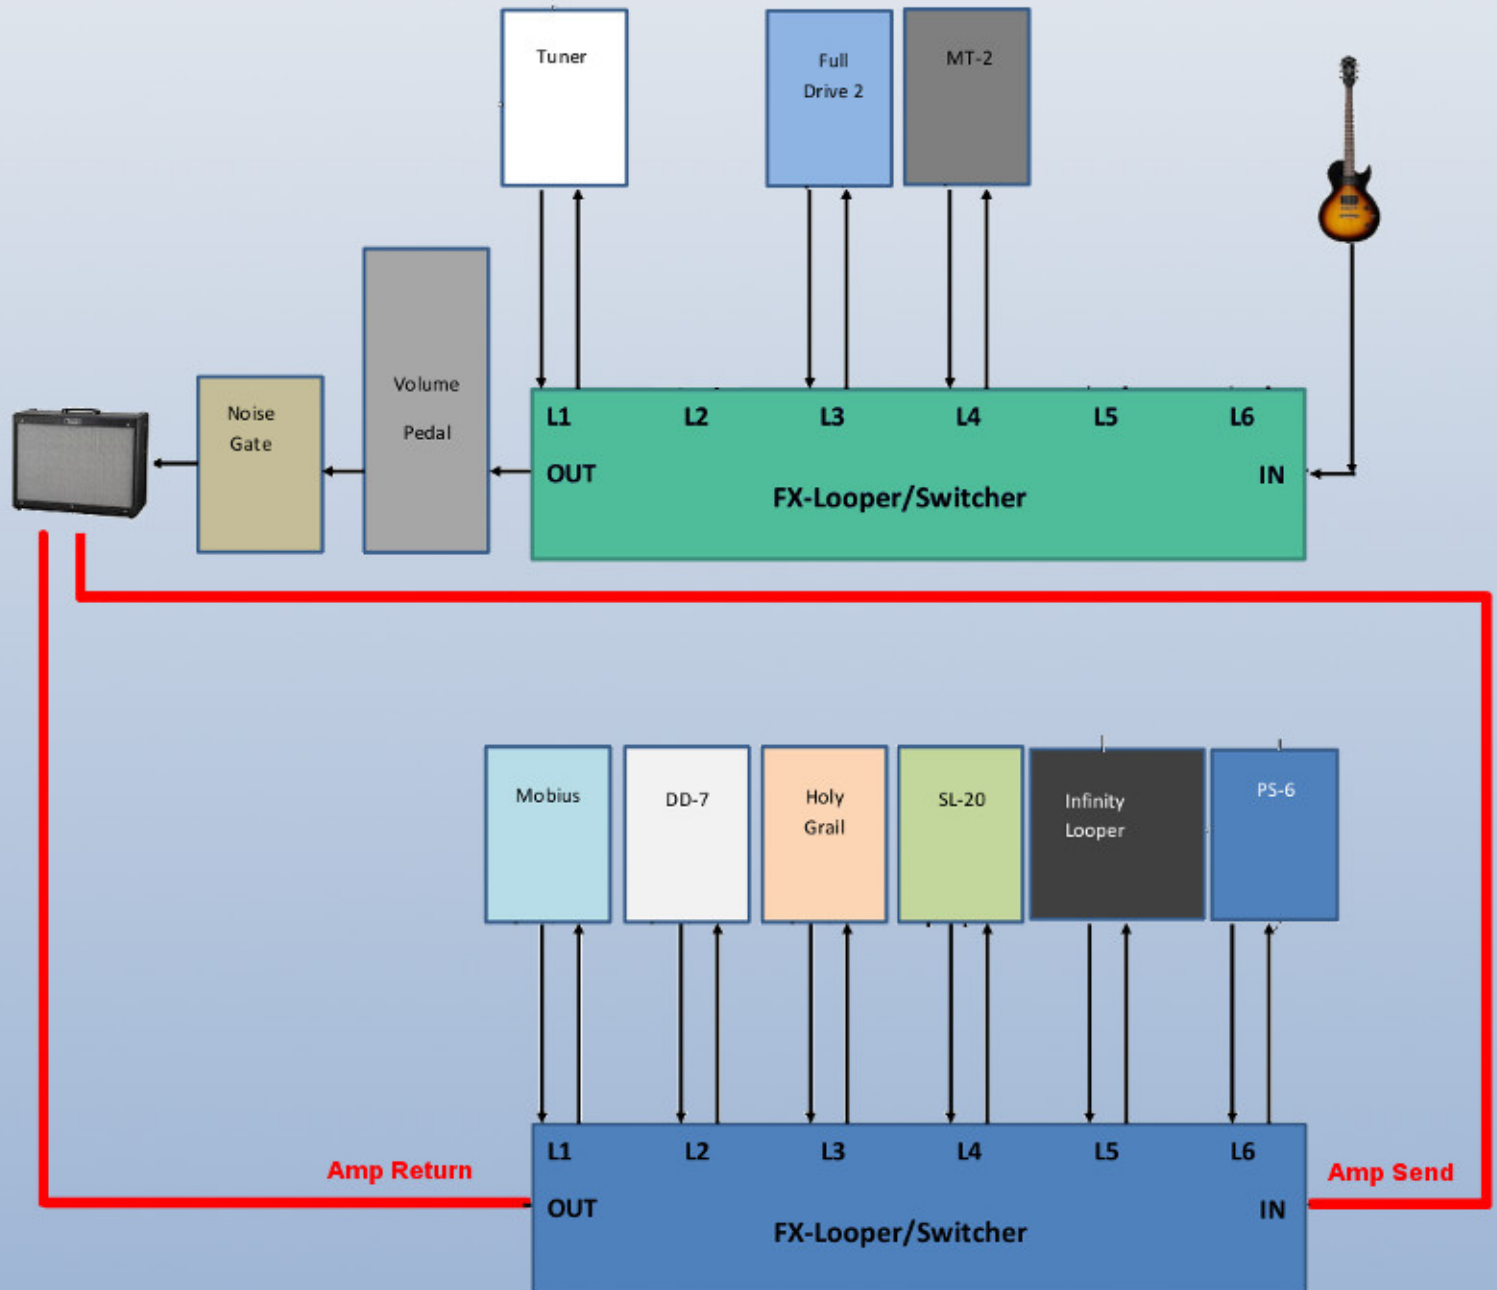 Tuner
Full
Drive 2
MT-2
Volume
Pedal
Noise
Gate
L1 L2 L3 L4 L5 L6
OUT IN
FX-Looper/Switcher
Mobius
DD-7
Holy
Grail
SL-20
Infinity
Looper
PS-6
L1 L2 L3 L4 L5 L6
Amp Return
Amp Send
OUT IN
FX-Looper/Switcher